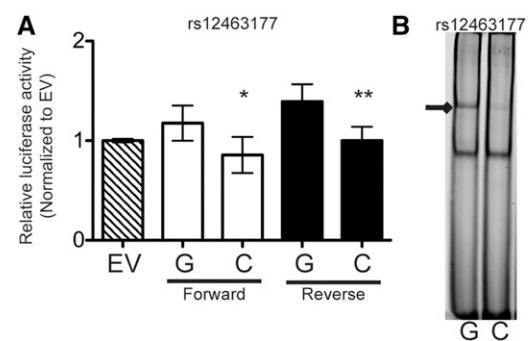 A
rs12463177
Relative luciferase activity
(Normalized to EV)
2
1
0
*
**
EV
G
C
G
C
Forward
Reverse
B
rs12463177
G
C